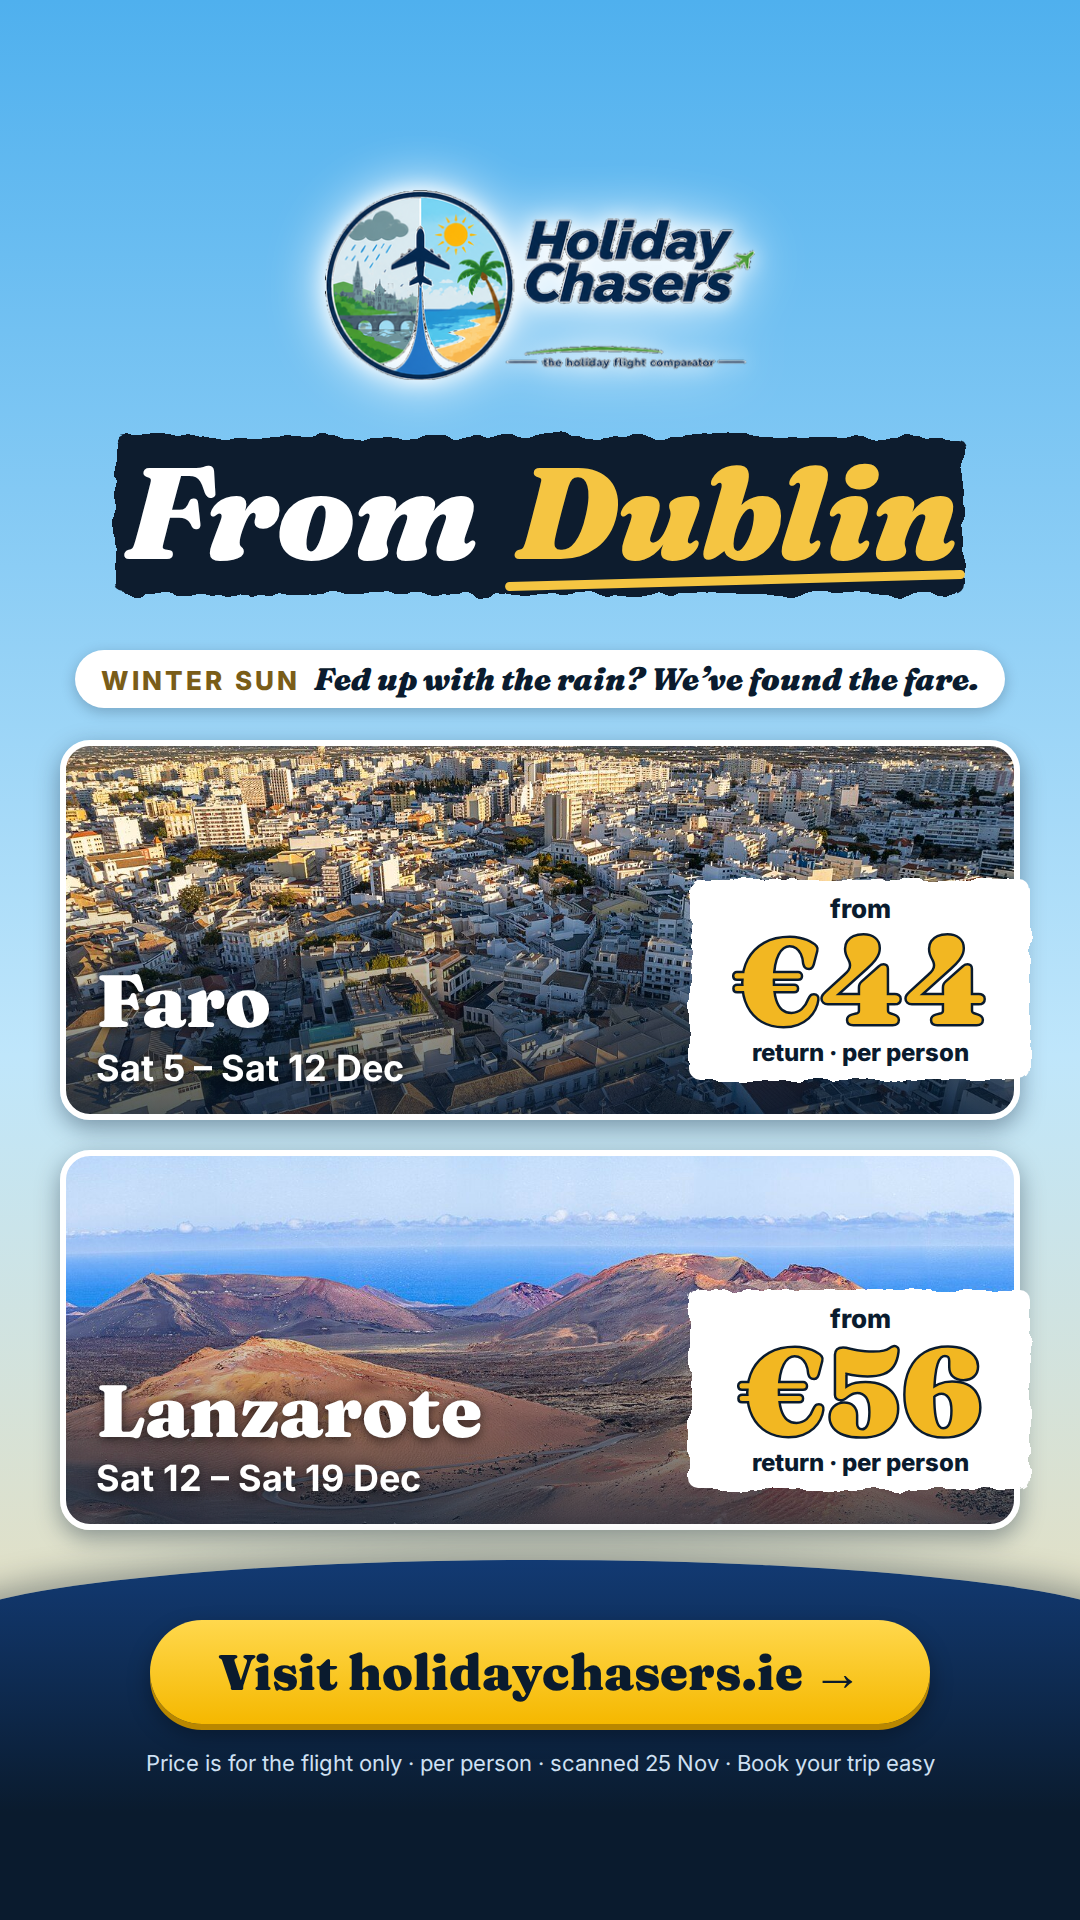 Holiday
Chasers
the holiday flight comparator
From Dublin
WINTER SUN Fed up with the rain? We’ve found the fare.
from
€44
return · per person
Faro
Sat 5 – Sat 12 Dec
from
€56
return · per person
Lanzarote
Sat 12 – Sat 19 Dec
Visit holidaychasers.ie →
Price is for the flight only · per person · scanned 25 Nov · Book your trip easy